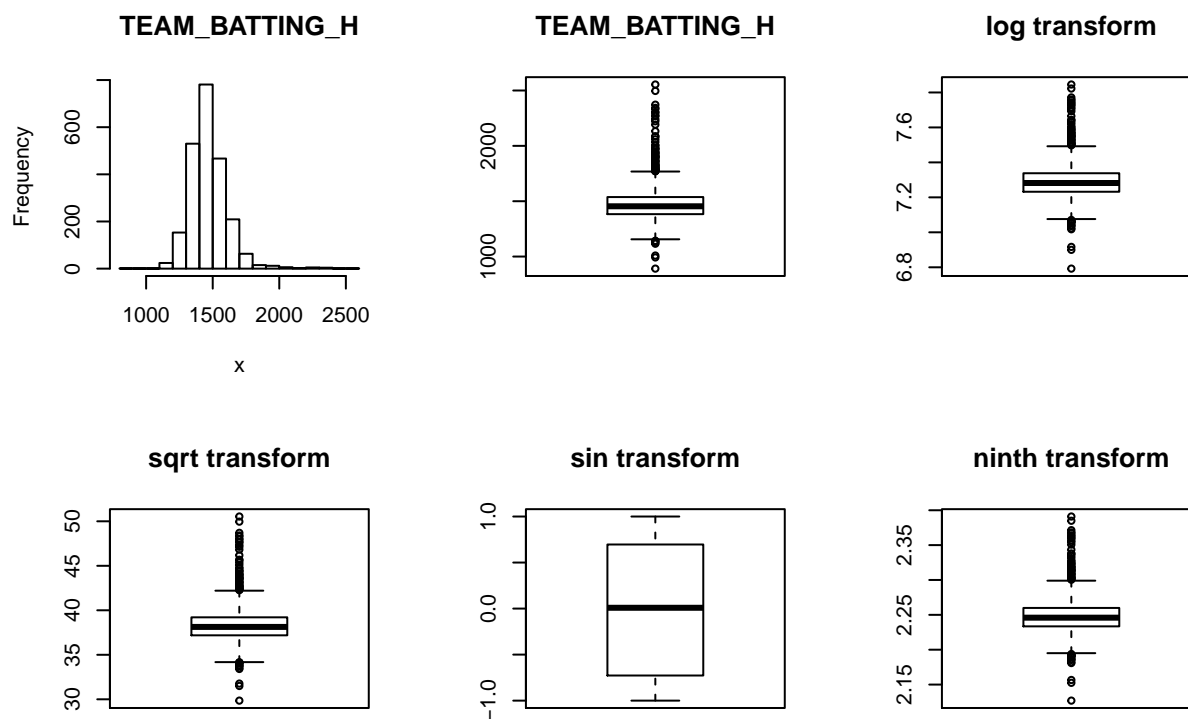 TEAM_BATTING_H
Frequency
600
200
0
1000 1500 2000 2500
x
TEAM_BATTING_H
2000
1000
log transform
7.6
7.2
6.8
sqrt transform
50
45
40
35
30
sin transform
1.0
0.0
−1.0
ninth transform
2.35
2.25
2.15